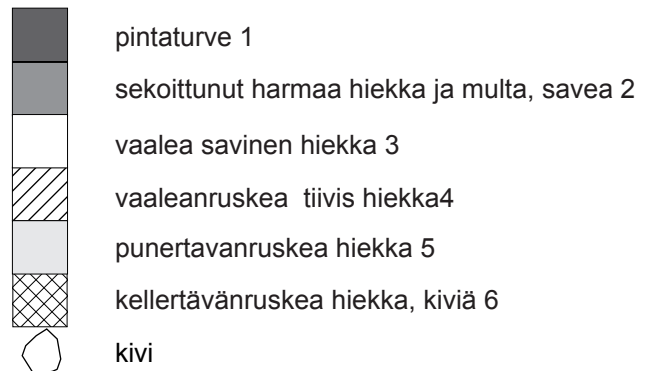 pintaturve 1
sekoittunut harmaa hiekka ja multa, savea 2
vaalea savinen hiekka 3
vaaleanruskea  tiivis hiekka4
punertavanruskea hiekka 5
kellertävänruskea hiekka, kiviä 6
kivi